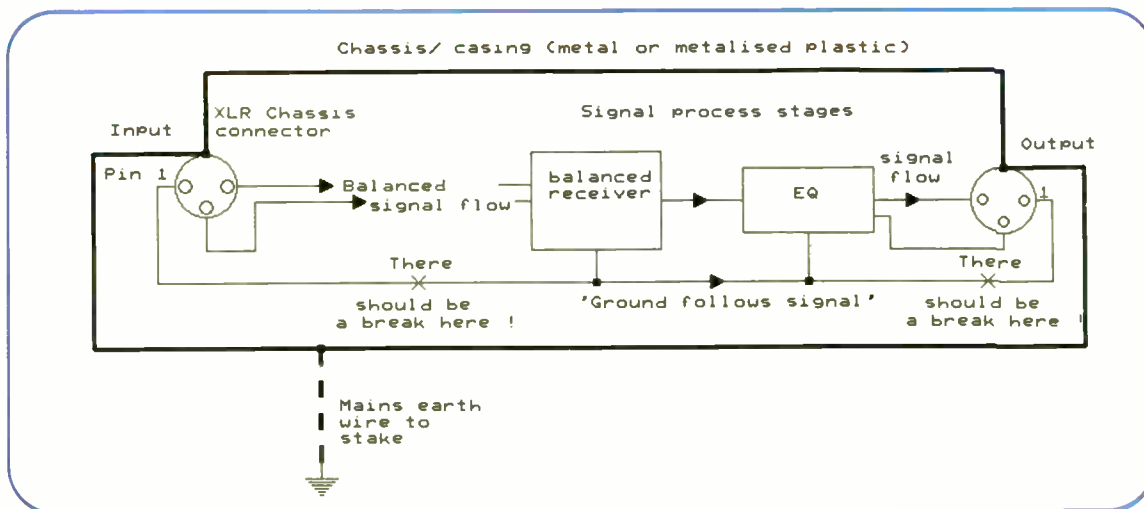 Chassis/ casing (metal or metalised plastic)
XLR Chassis
connector
Signal process stages
Input
Output
Pin 1
Balanced
signal flow
balanced
receiver
EQ
signal
flow
1
There
should be
a break here !
'Ground follows signal'
There
should be
a break here !
Mains earth
wire to
stake